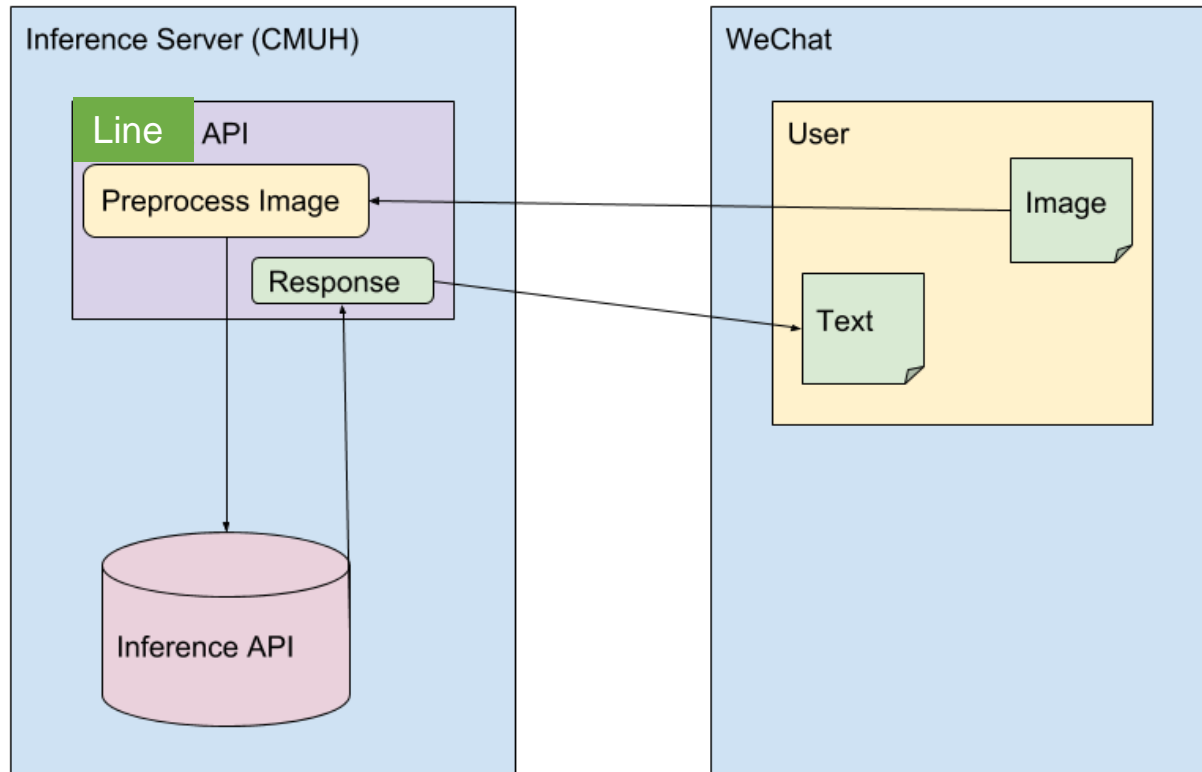 Inference Server (CMUH)
Line API
Preprocess Image
Response
Inference API
WeChat
User
Image
Text